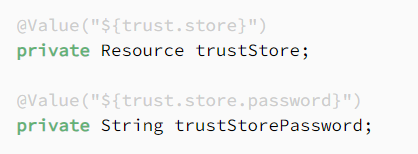 @Value("${trust.store}")
private Resource trustStore;
@Value("${trust.store.password}")
private String trustStorePassword;